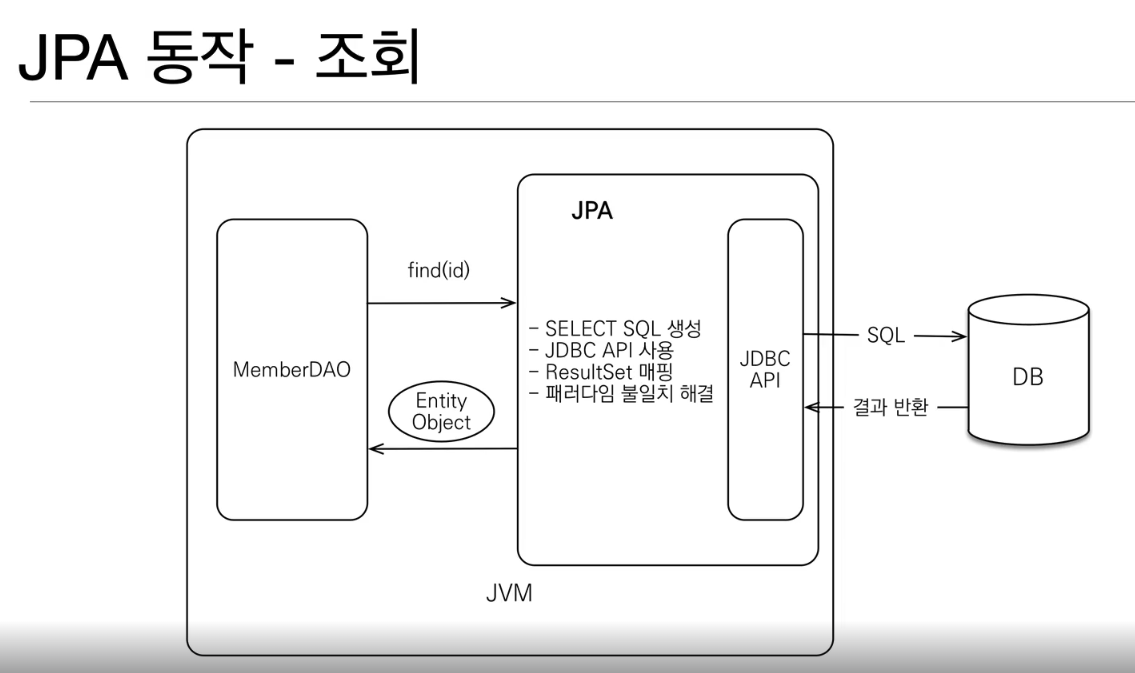 JPA 동작 - 조회
JPA
find(id)
- SELECT SQL 생성
- JDBC API 사용
- ResultSet 매핑
- 패러다임 불일치 해결
MemberDAO
Entity
Object
JDBC
API
SQL
결과 반환
DB
JVM